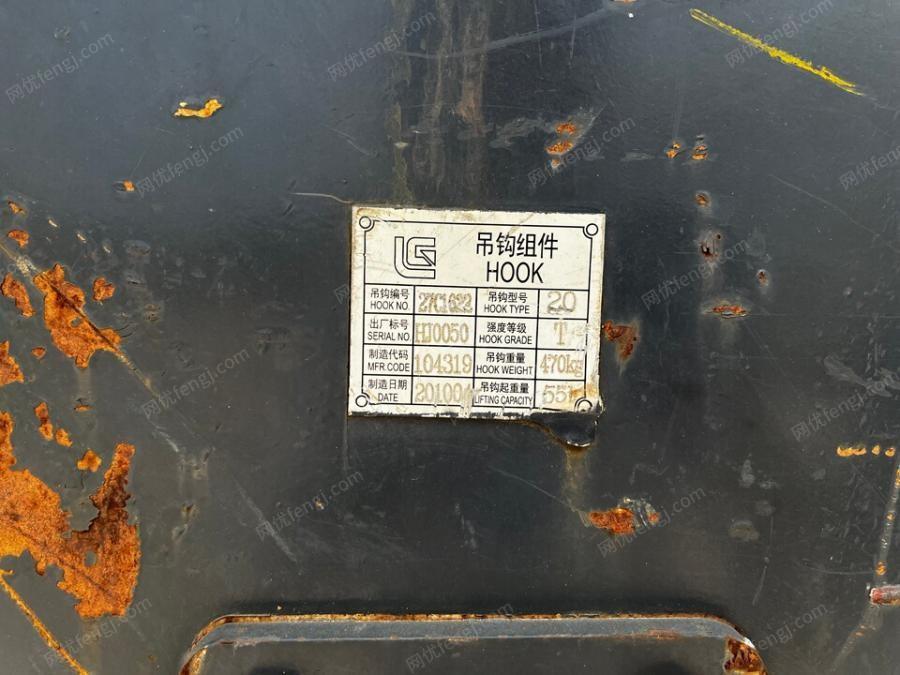 LG 吊钩组件
HOOK
吊钩编号 27C1622 吊钩型号 20
HOOK NO. HOOK TYPE
出厂标号 HJ0050 强度等级 T
SERIAL NO. HOOK GRADE
制造代码 104319 吊钩重量 470kg
MFR.CODE HOOK WEIGHT
制造日期 吊钩起重量
DATE LIFTING CAPACITY
网优fengj.com